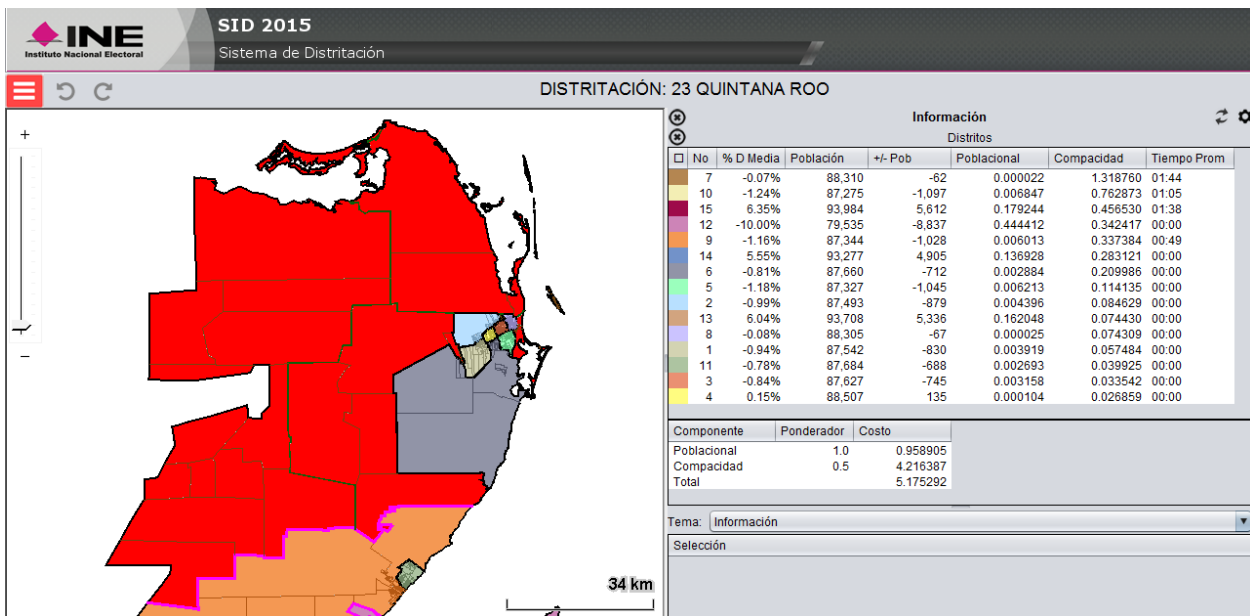 INE
Instituto Nacional Electoral
SID 2015
Sistema de Distritación
DISTRITACIÓN: 23 QUINTANA ROO
+
−
34 km
Información
Distritos
No % D Media Población +/- Pob Poblacional Compacidad Tiempo Prom
7 -0.07% 88,310 -62 0.000022 1.318760 01:44
10 -1.24% 87,275 -1,097 0.006847 0.762873 01:05
15 6.35% 93,984 5,612 0.179244 0.456530 01:38
12 -10.00% 79,535 -8,837 0.444412 0.342417 00:00
9 -1.16% 87,344 -1,028 0.006013 0.337384 00:49
14 5.55% 93,277 4,905 0.136928 0.283121 00:00
6 -0.81% 87,660 -712 0.002884 0.209986 00:00
5 -1.18% 87,327 -1,045 0.006213 0.114135 00:00
2 -0.99% 87,493 -879 0.004396 0.084629 00:00
13 6.04% 93,708 5,336 0.162048 0.074430 00:00
8 -0.08% 88,305 -67 0.000025 0.074309 00:00
1 -0.94% 87,542 -830 0.003919 0.057484 00:00
11 -0.78% 87,684 -688 0.002693 0.039925 00:00
3 -0.84% 87,627 -745 0.003158 0.033542 00:00
4 0.15% 88,507 135 0.000104 0.026859 00:00
Componente Ponderador Costo
Poblacional 1.0 0.958905
Compacidad 0.5 4.216387
Total 5.175292
Tema: Información
Selección